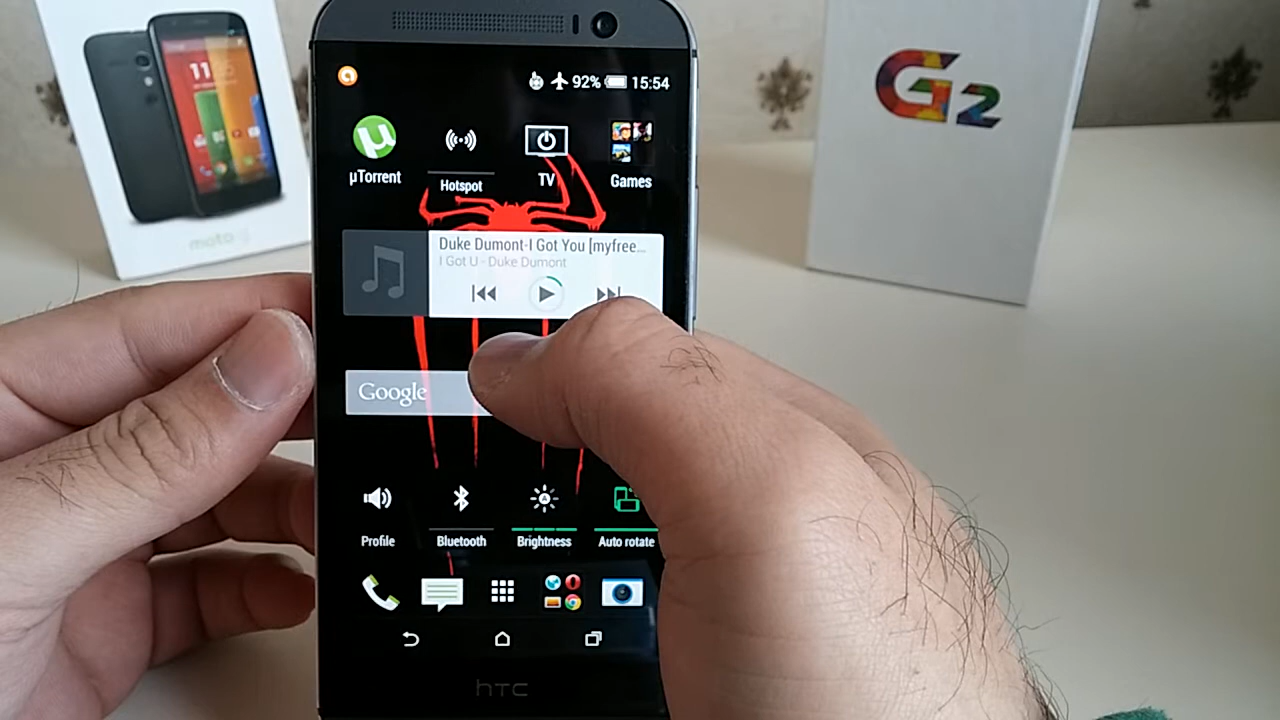 11
moto g
G2
92% 15:54
µTorrent Hotspot TV Games
Duke Dumont-I Got You [myfree...
I Got U - Duke Dumont
Google
Profile Bluetooth Brightness Auto rotate
hTC